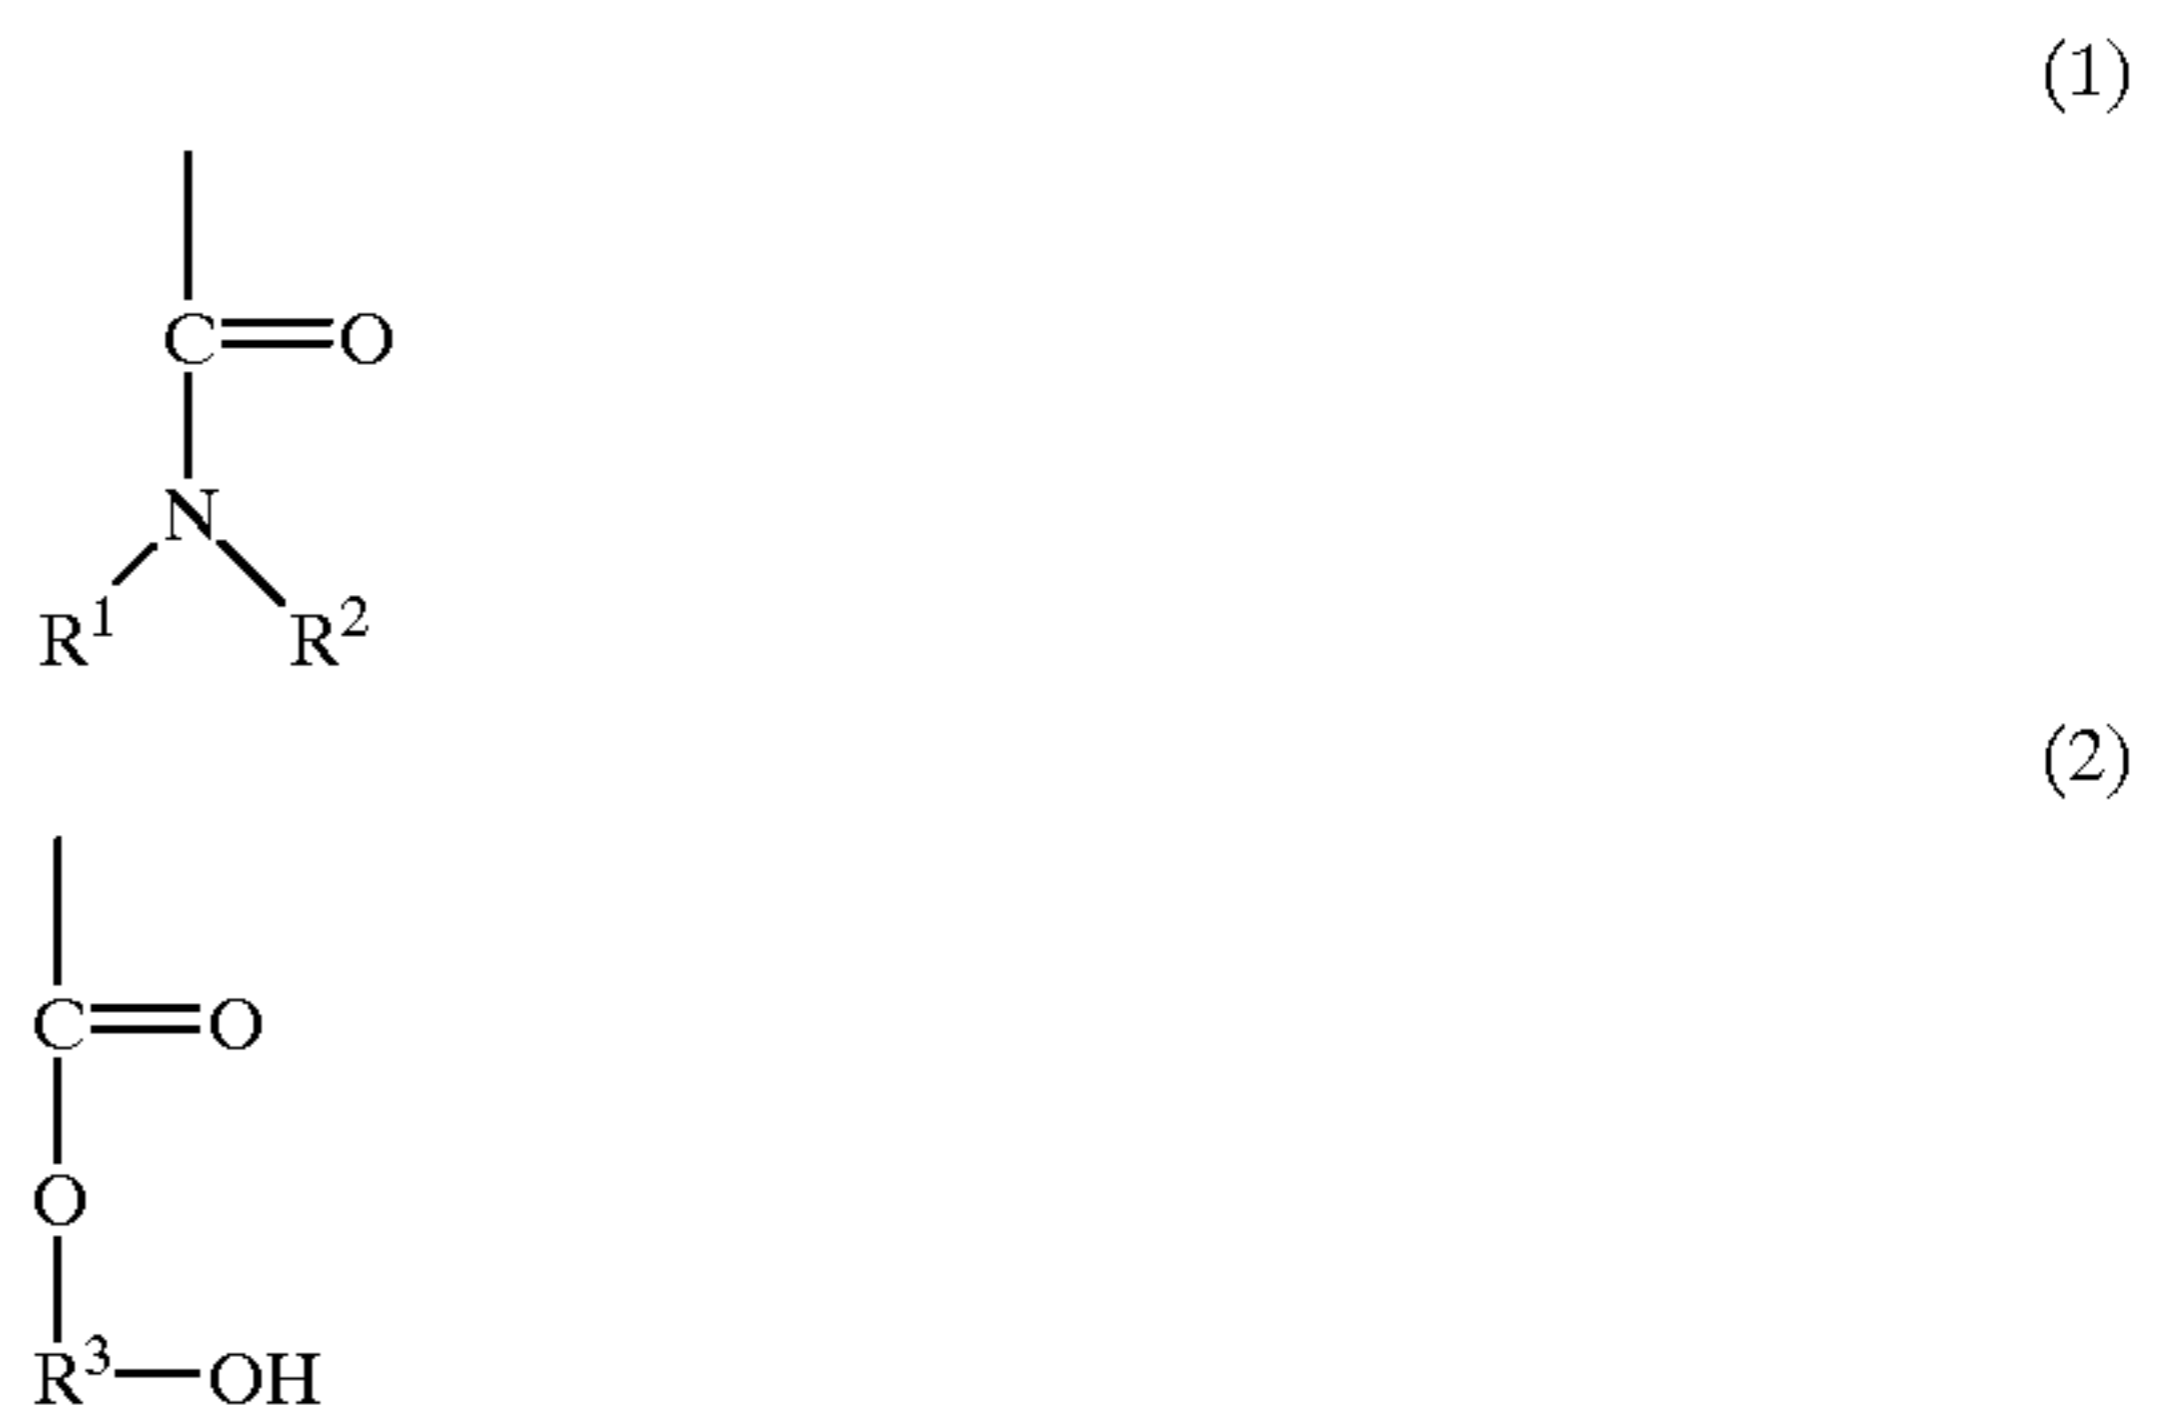 (1)
C=O
N
R¹ R²
(2)
C=O
O
R³—OH